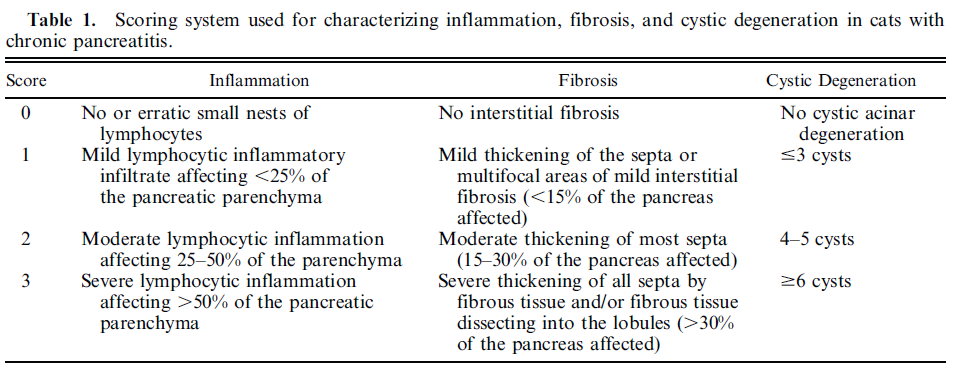 Table 1. Scoring system used for characterizing inflammation, fibrosis, and cystic degeneration in cats with
chronic pancreatitis.
Score Inflammation Fibrosis Cystic Degeneration
0 No or erratic small nests of No interstitial fibrosis No cystic acinar
lymphocytes degeneration
1 Mild lymphocytic inflammatory Mild thickening of the septa or ≤3 cysts
infiltrate affecting <25% of multifocal areas of mild interstitial
the pancreatic parenchyma fibrosis (<15% of the pancreas
affected)
2 Moderate lymphocytic inflammation Moderate thickening of most septa 4–5 cysts
affecting 25–50% of the parenchyma (15–30% of the pancreas affected)
3 Severe lymphocytic inflammation Severe thickening of all septa by ≥6 cysts
affecting >50% of the pancreatic fibrous tissue and/or fibrous tissue
parenchyma dissecting into the lobules (>30%
of the pancreas affected)